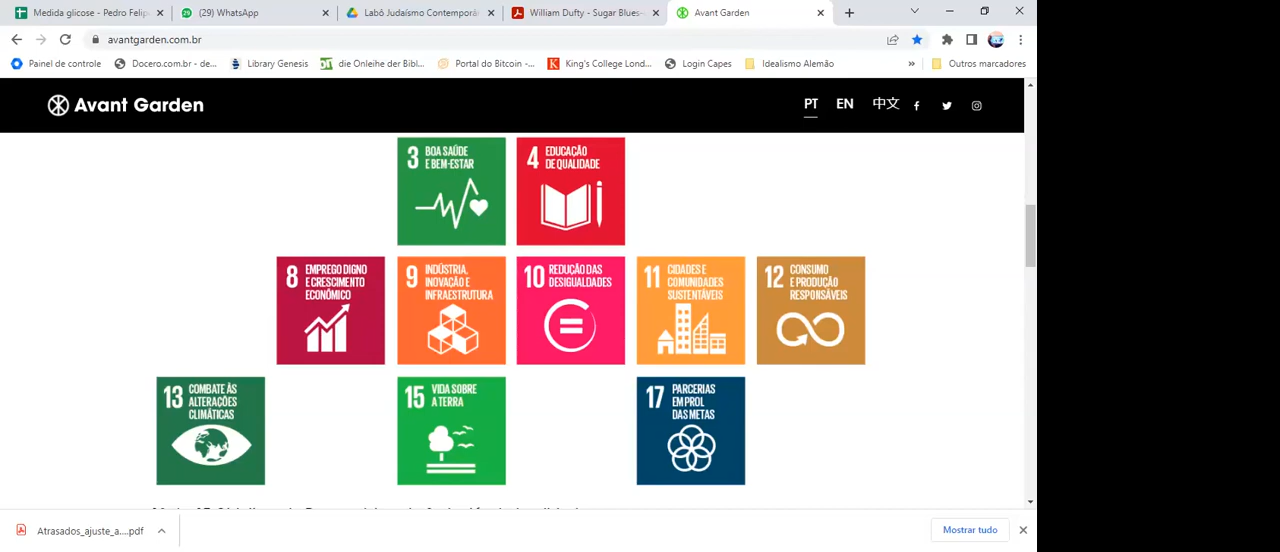 Medida glicose - Pedro Felip
(29) WhatsApp
Labô Judaísmo Contemporân
William Dufty - Sugar Blues-
Avant Garden
avantgarden.com.br
Painel de controle
Docero.com.br - de...
Library Genesis
die Onleihe der Bibl...
Portal do Bitcoin -...
King's College Lond...
Login Capes
Idealismo Alemão
»
Outros marcadores
Avant Garden
PT EN 中文
3 BOA SAÚDE
E BEM-ESTAR
4 EDUCAÇÃO
DE QUALIDADE
8 EMPREGO DIGNO
E CRESCIMENTO
ECONÔMICO
9 INDÚSTRIA,
INOVAÇÃO E
INFRAESTRUTURA
10 REDUÇÃO DAS
DESIGUALDADES
11 CIDADES E
COMUNIDADES
SUSTENTÁVEIS
12 CONSUMO
E PRODUÇÃO
RESPONSÁVEIS
13 COMBATE ÀS
ALTERAÇÕES
CLIMÁTICAS
15 VIDA SOBRE
A TERRA
17 PARCERIAS
EM PROL
DAS METAS
Atrasados_ajuste_a....pdf
Mostrar tudo